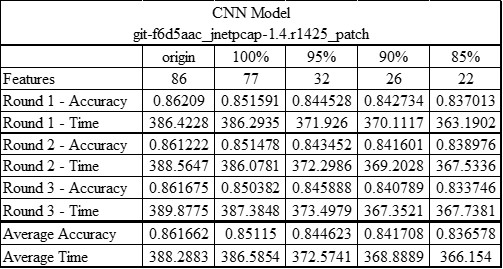 CNN Model
git-f6d5aac_jnetpcap-1.4.r1425_patch
origin 100% 95% 90% 85%
Features 86 77 32 26 22
Round 1 - Accuracy 0.86209 0.851591 0.844528 0.842734 0.837013
Round 1 - Time 386.4228 386.2935 371.926 370.1117 363.1902
Round 2 - Accuracy 0.861222 0.851478 0.843452 0.841601 0.838976
Round 2 - Time 388.5647 386.0781 372.2986 369.2028 367.5336
Round 3 - Accuracy 0.861675 0.850382 0.845888 0.840789 0.833746
Round 3 - Time 389.8775 387.3848 373.4979 367.3521 367.7381
Average Accuracy 0.861662 0.85115 0.844623 0.841708 0.836578
Average Time 388.2883 386.5854 372.5741 368.8889 366.154